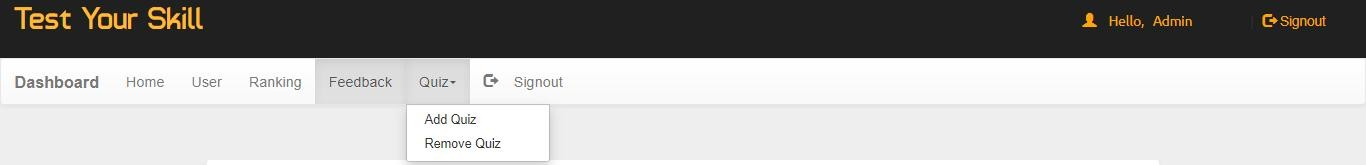 Test Your Skill
Hello, Admin | Signout
Dashboard Home User Ranking Feedback Quiz Signout
Add Quiz
Remove Quiz